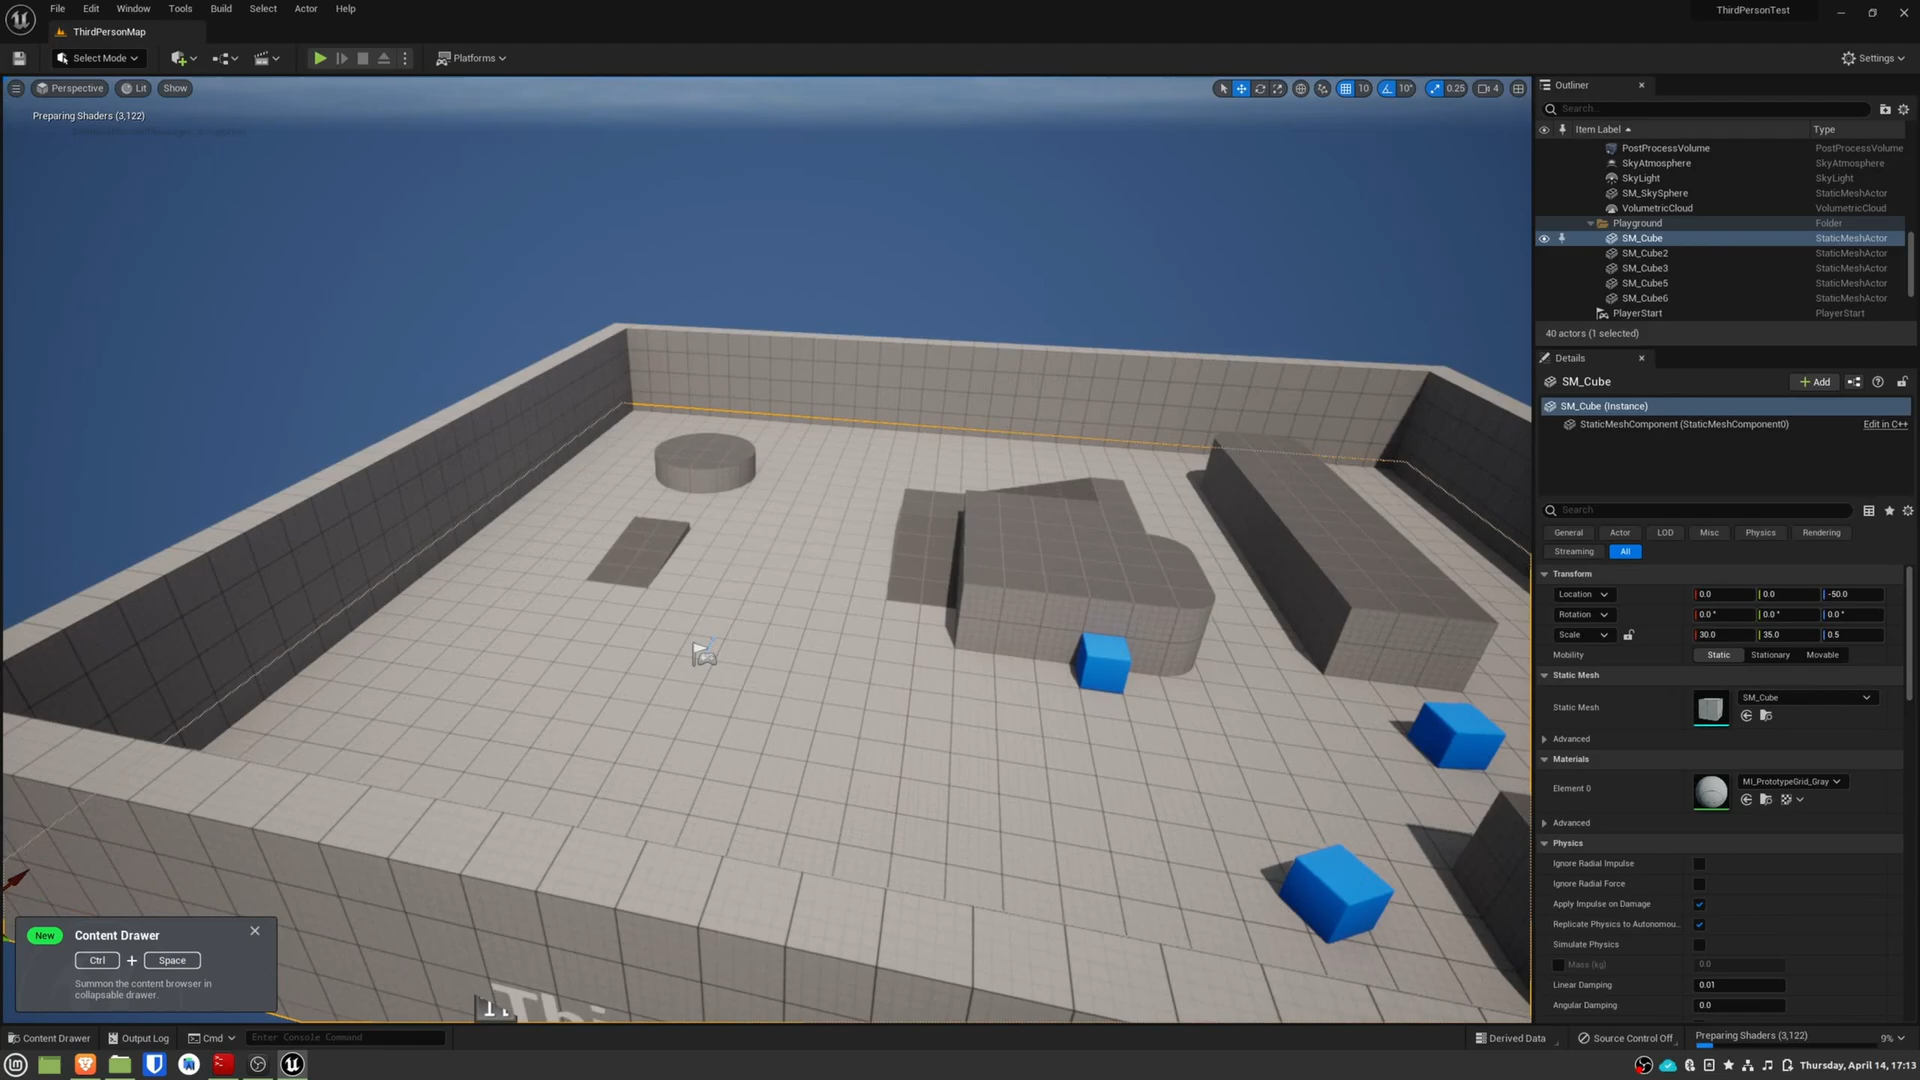 File Edit Window Tools Build Select Actor Help
ThirdPersonTest
ThirdPersonMap
Select Mode
Platforms
Settings
Perspective
Lit
Show
10
10°
0.25
4
Preparing Shaders (3,122)
Outliner
Search...
Item Label
Type
PostProcessVolume PostProcessVolume
SkyAtmosphere SkyAtmosphere
SkyLight SkyLight
SM_SkySphere StaticMeshActor
VolumetricCloud VolumetricCloud
Playground Folder
SM_Cube StaticMeshActor
SM_Cube2 StaticMeshActor
SM_Cube3 StaticMeshActor
SM_Cube5 StaticMeshActor
SM_Cube6 StaticMeshActor
PlayerStart PlayerStart
40 actors (1 selected)
Details
SM_Cube
+ Add
SM_Cube (Instance)
StaticMeshComponent (StaticMeshComponent0) Edit in C++
Search
General Actor LOD Misc Physics Rendering
Streaming All
Transform
Location 0.0 0.0 -50.0
Rotation 0.0° 0.0° 0.0°
Scale 30.0 35.0 0.5
Mobility Static Stationary Movable
Static Mesh
Static Mesh SM_Cube
Advanced
Materials
Element 0 MI_PrototypeGrid_Gray
Advanced
Physics
Ignore Radial Impulse
Ignore Radial Force
Apply Impulse on Damage
Replicate Physics to Autonomou...
Simulate Physics
Mass (kg) 0.0
Linear Damping 0.01
Angular Damping 0.0
New Content Drawer
Ctrl + Space
Summon the content browser in
collapsable drawer.
Thi
Content Drawer Output Log Cmd Enter Console Command
Derived Data Source Control Off Preparing Shaders (3,122) 9%
Thursday, April 14, 17:13